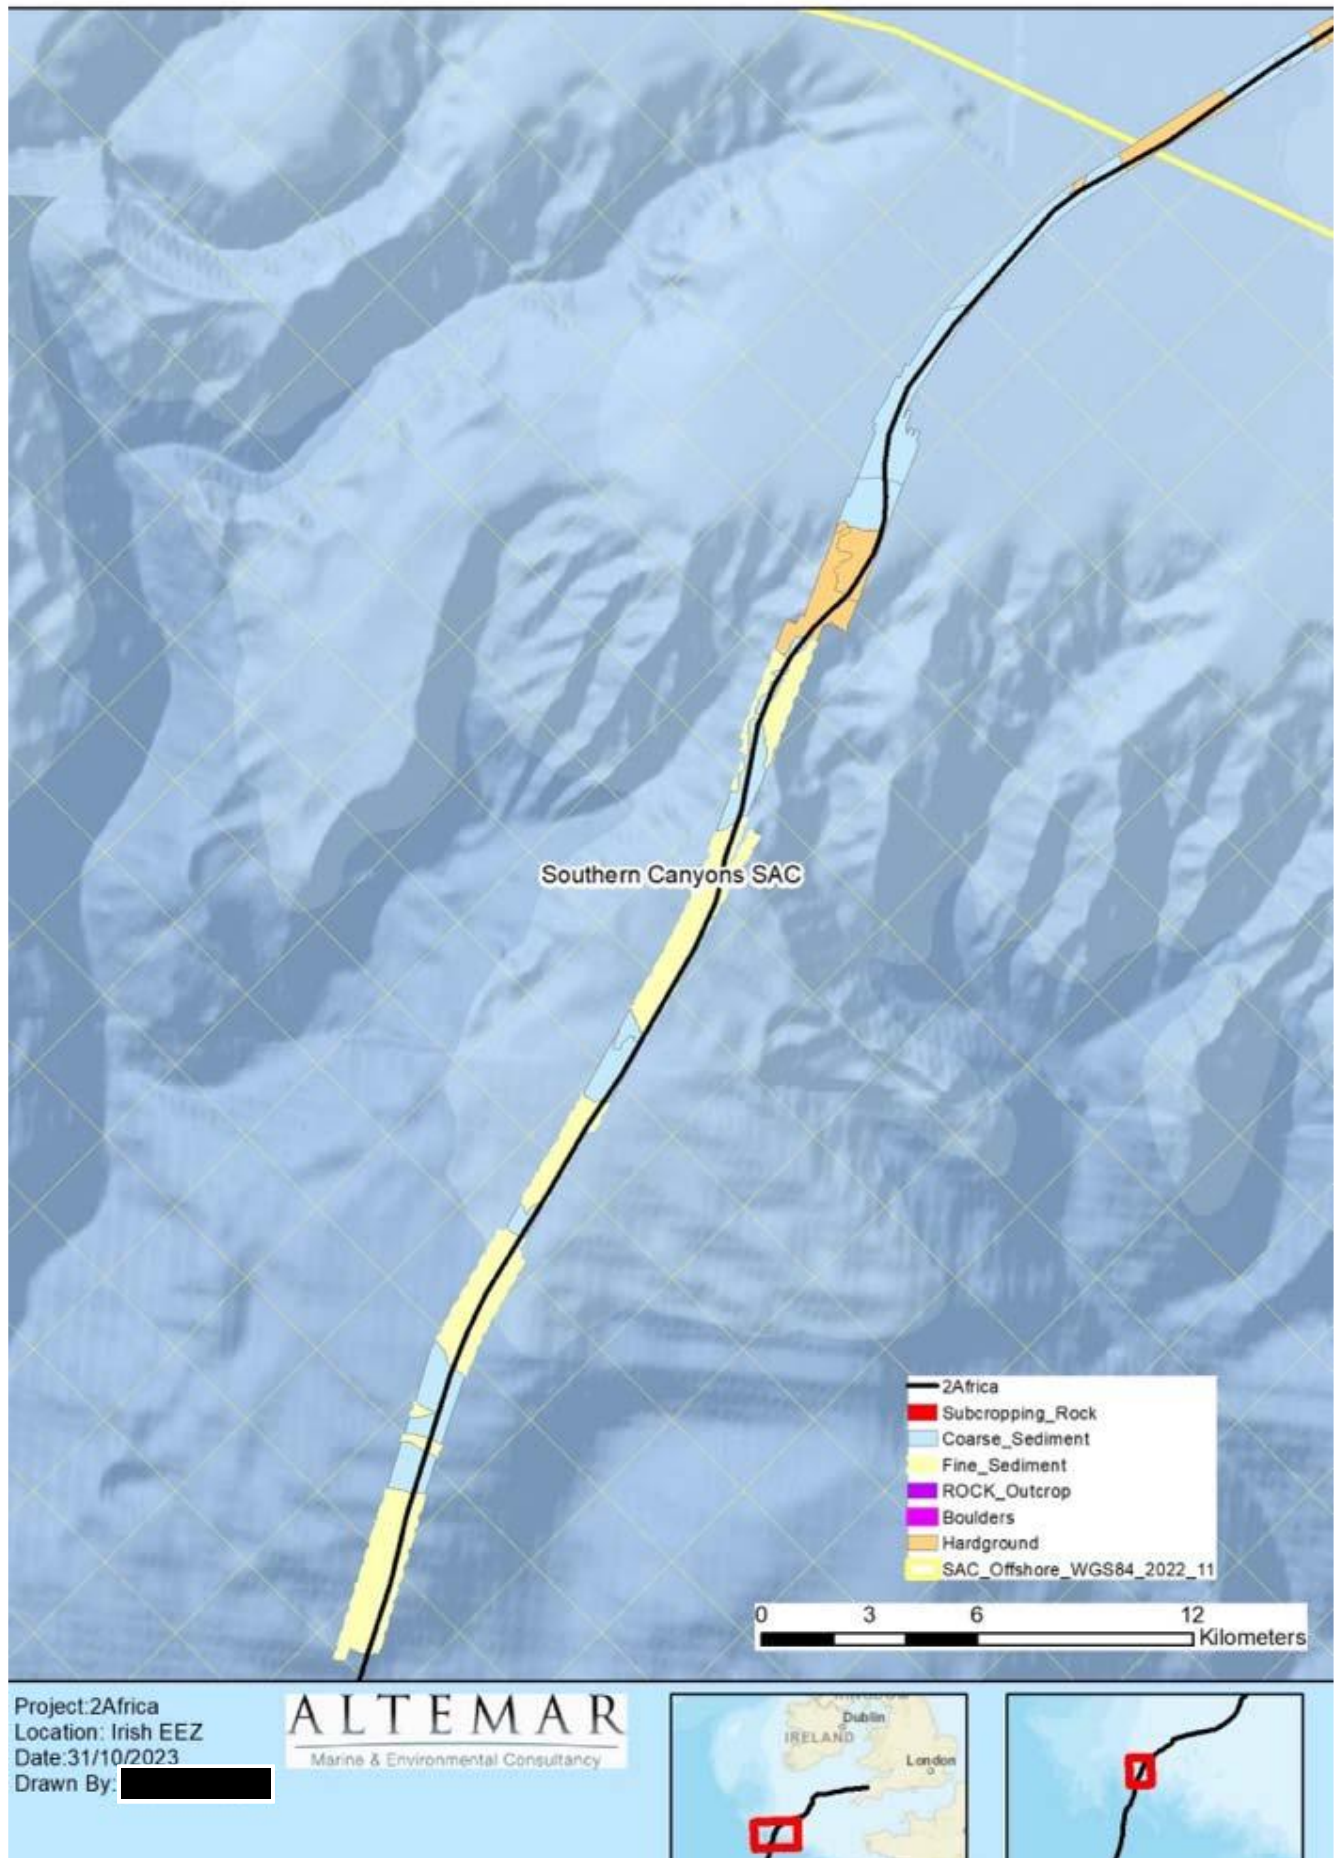 Southern Canyons SAC
2Africa
Subcropping_Rock
Coarse_Sediment
Fine_Sediment
ROCK_Outcrop
Boulders
Hardground
SAC_Offshore_WGS84_2022_11
0 3 6 12
Kilometers
Project:2Africa
Location: Irish EEZ
Date:31/10/2023
Drawn By:
ALTEMAR
Marine & Environmental Consultancy
KINGDOM
Dublin
IRELAND
London